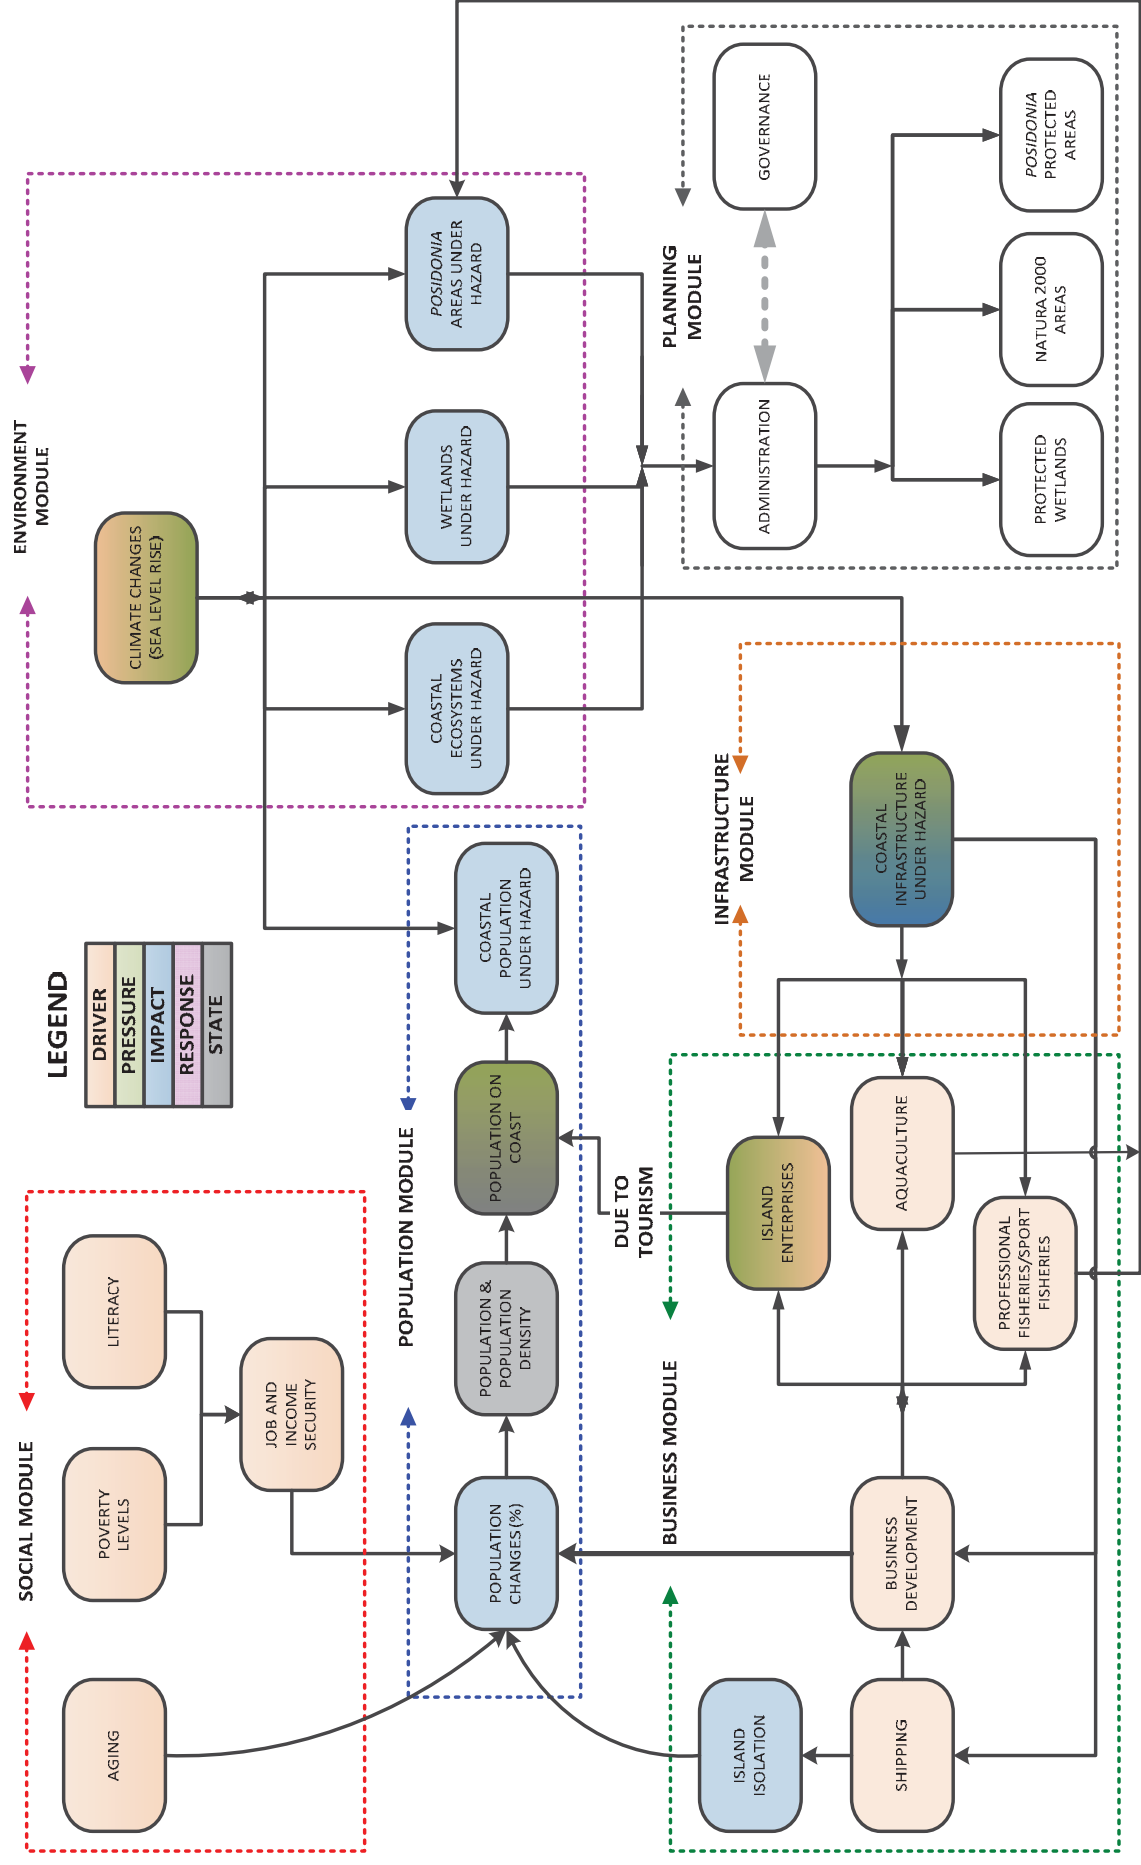 SOCIAL MODULE
AGING
POVERTY
LEVELS
LITERACY
JOB AND
INCOME
SECURITY
LEGEND
DRIVER
PRESSURE
IMPACT
RESPONSE
STATE
ENVIRONMENT
MODULE
CLIMATE CHANGES
(SEA LEVEL RISE)
COASTAL
ECOSYSTEMS
UNDER HAZARD
WETLANDS
UNDER HAZARD
POSIDONIA
AREAS UNDER
HAZARD
POPULATION MODULE
POPULATION
CHANGES (%)
POPULATION &
POPULATION
DENSITY
POPULATION ON
COAST
COASTAL
POPULATION
UNDER HAZARD
DUE TO
TOURISM
BUSINESS MODULE
ISLAND
ISOLATION
SHIPPING
BUSINESS
DEVELOPMENT
ISLAND
ENTERPRISES
AQUACULTURE
PROFESSIONAL
FISHERIES/SPORT
FISHERIES
INFRASTRUCTURE
MODULE
COASTAL
INFRASTRUCTURE
UNDER HAZARD
PLANNING
MODULE
ADMINISTRATION
GOVERNANCE
PROTECTED
WETLANDS
NATURA 2000
AREAS
POSIDONIA
PROTECTED
AREAS